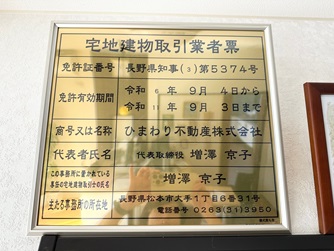 宅地建物取引業者票
免許証番号 長野県知事(3)第5374号
免許有効期間 令和 6年 9月 4日から
令和 11年 9月 3日まで
商号又は名称 ひまわり不動産株式会社
代表者氏名 代表取締役 増澤 京子
この事務所に置かれている
専任の宅地建物取引士の氏名 増澤 京子
主たる事務所の所在地 長野県松本市大手1丁目6番31号
電話番号 0263(31)3950